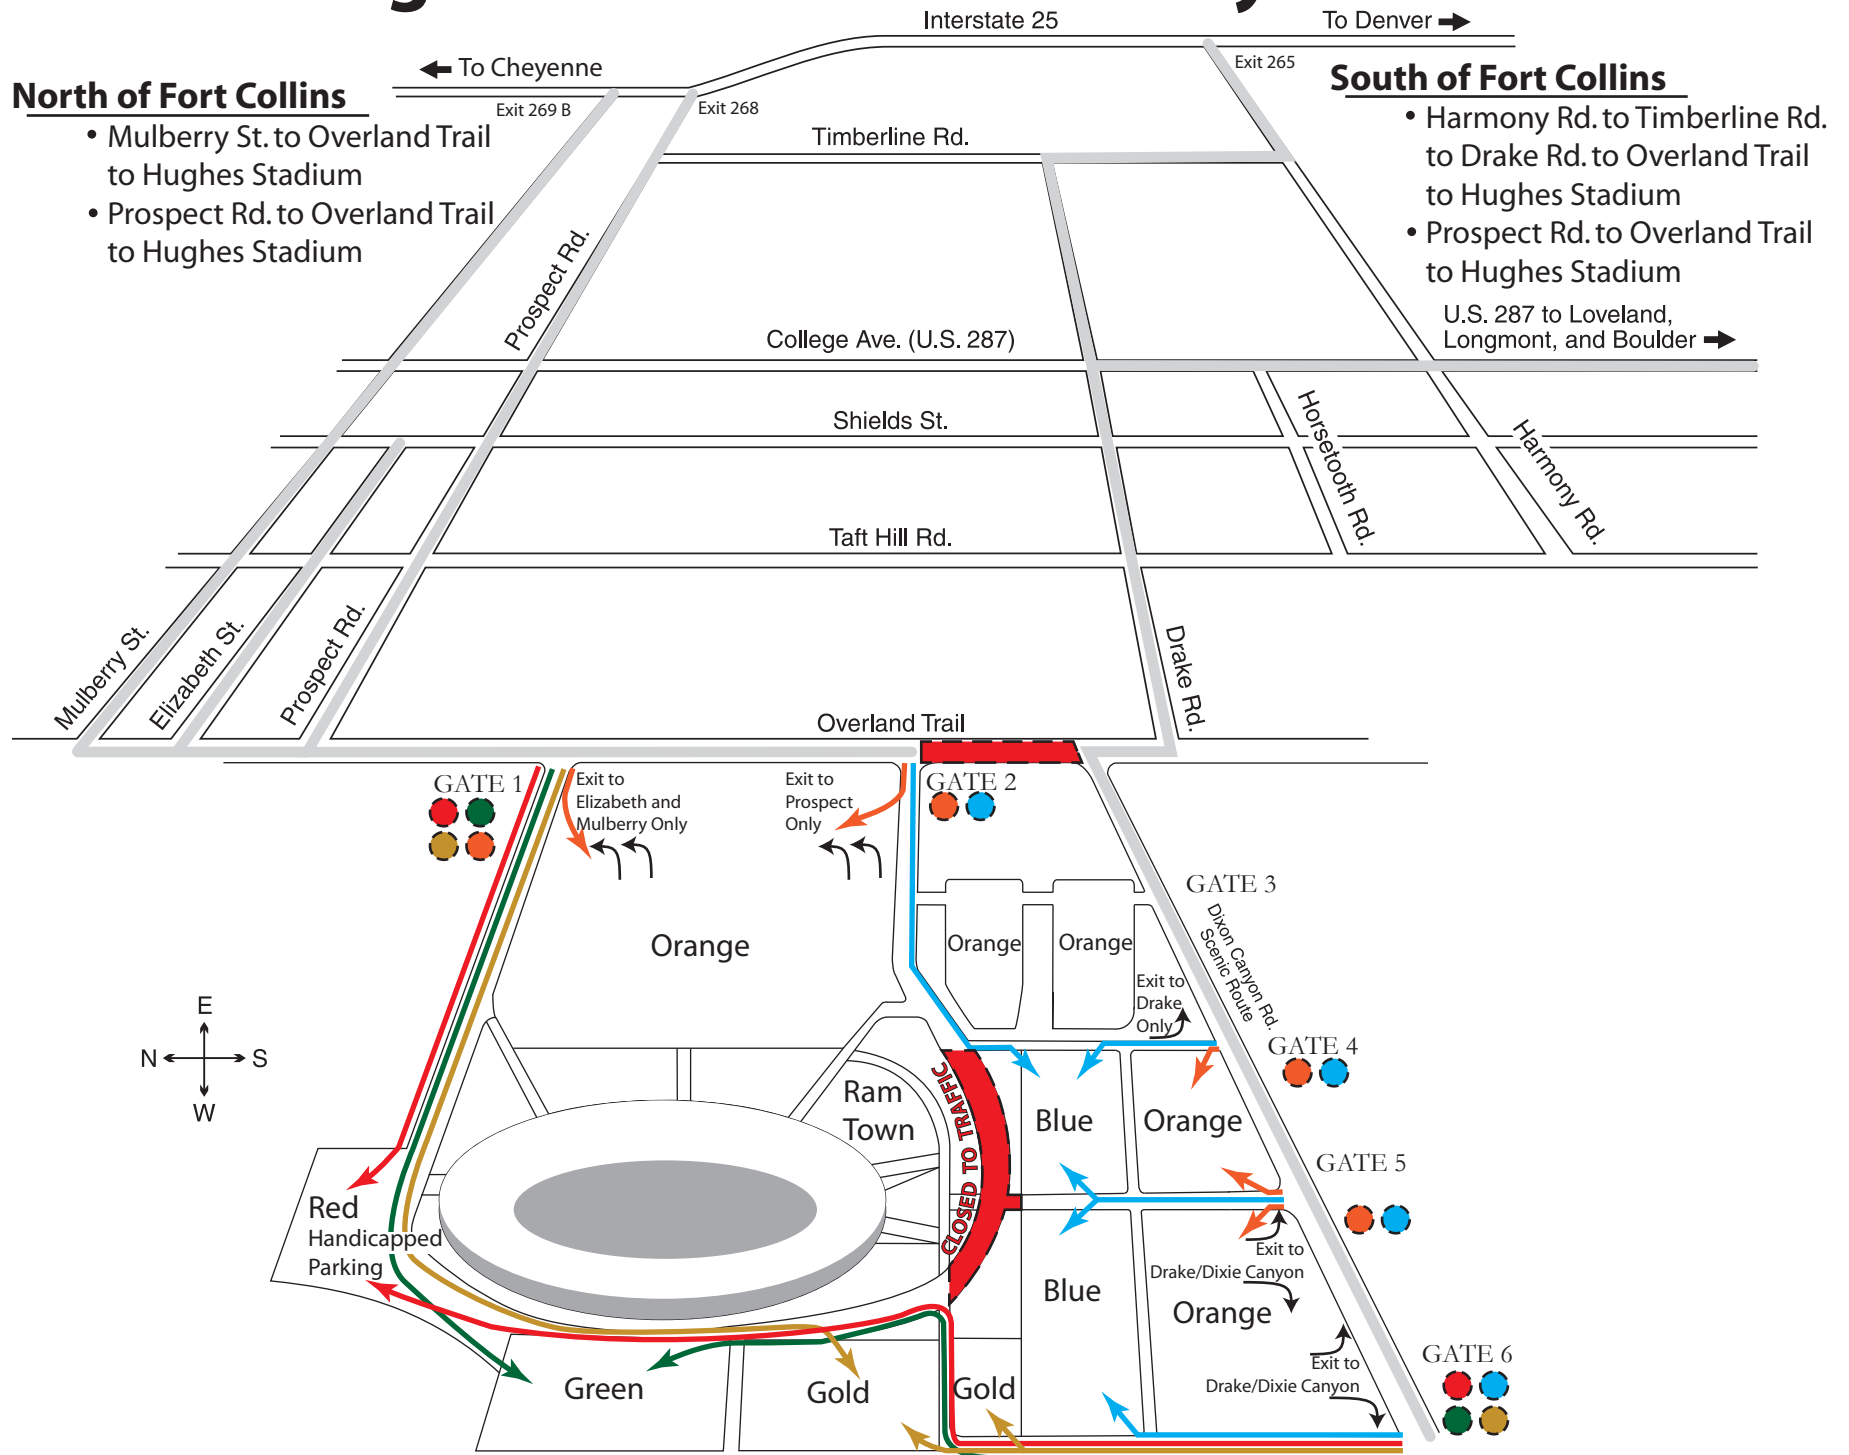 Interstate 25
To Denver
To Cheyenne
Exit 265
Exit 269 B
Exit 268
North of Fort Collins
• Mulberry St. to Overland Trail
to Hughes Stadium
• Prospect Rd. to Overland Trail
to Hughes Stadium
South of Fort Collins
• Harmony Rd. to Timberline Rd.
to Drake Rd. to Overland Trail
to Hughes Stadium
• Prospect Rd. to Overland Trail
to Hughes Stadium
Timberline Rd.
Prospect Rd.
U.S. 287 to Loveland,
Longmont, and Boulder
College Ave. (U.S. 287)
Shields St.
Horsetooth Rd.
Harmony Rd.
Taft Hill Rd.
Mulberry St.
Elizabeth St.
Prospect Rd.
Drake Rd.
Overland Trail
GATE 1
Exit to
Elizabeth and
Mulberry Only
Exit to
Prospect
Only
GATE 2
GATE 3
Dixon Canyon Rd.
Scenic Route
Orange
Orange
Orange
Exit to
Drake
Only
E
N
S
W
GATE 4
Ram
Town
CLOSED TO TRAFFIC
Blue
Orange
GATE 5
Red
Handicapped
Parking
Exit to
Drake/Dixie Canyon
Blue
Orange
GATE 6
Exit to
Drake/Dixie Canyon
Green
Gold
Gold